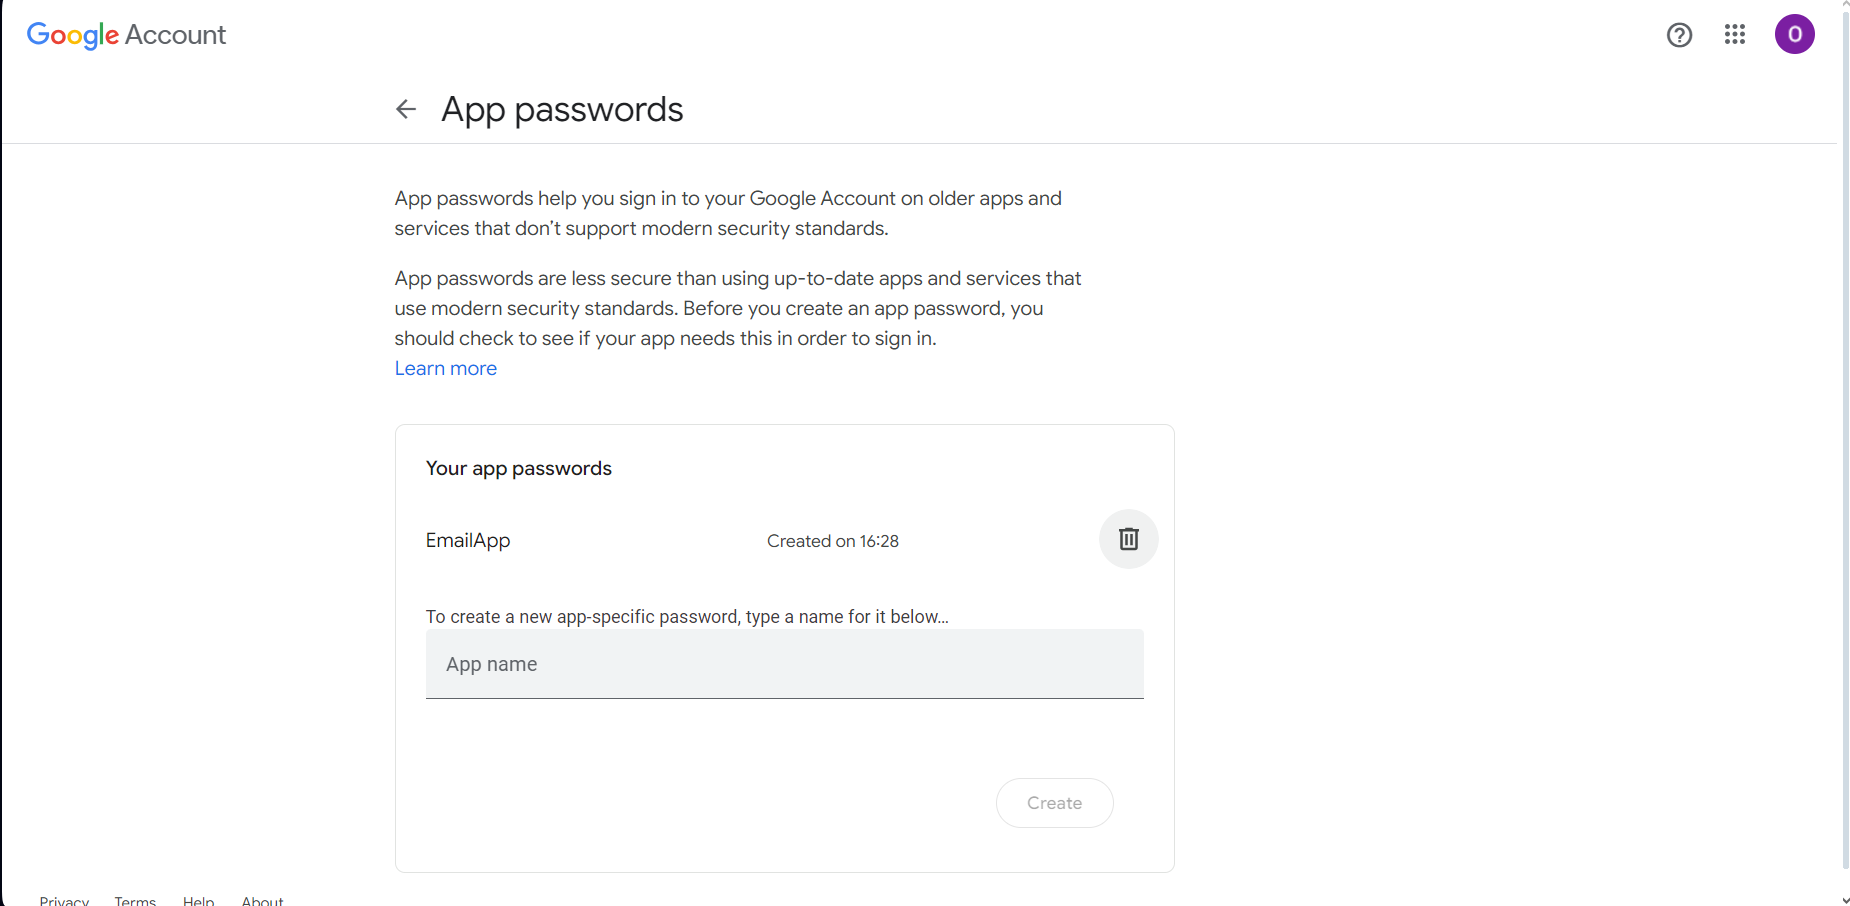 Google Account
O
App passwords
App passwords help you sign in to your Google Account on older apps and
services that don’t support modern security standards.
App passwords are less secure than using up-to-date apps and services that
use modern security standards. Before you create an app password, you
should check to see if your app needs this in order to sign in.
Learn more
Your app passwords
EmailApp Created on 16:28
To create a new app-specific password, type a name for it below...
App name
Create
Privacy Terms Help About